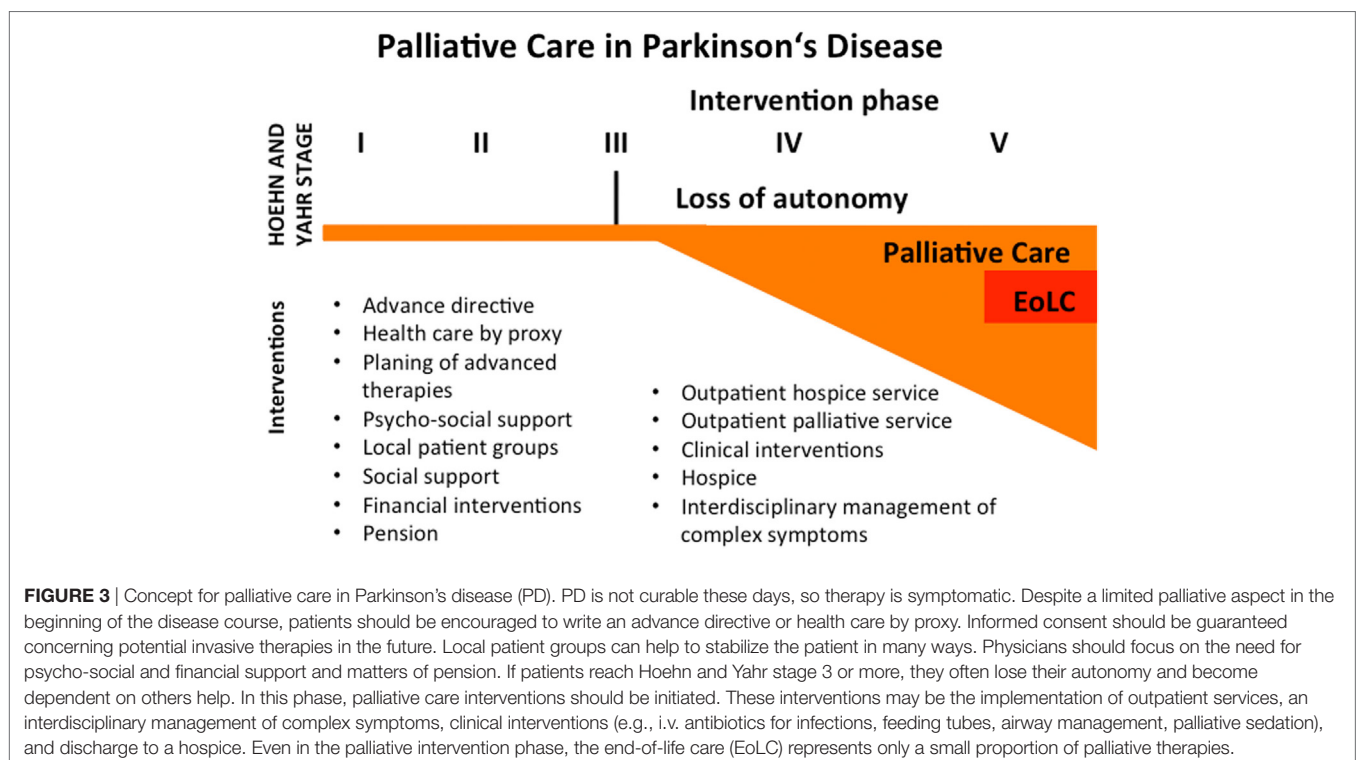 Palliative Care in Parkinson‘s Disease
Intervention phase
HOEHN AND
YAHR STAGE
I II III IV V
Loss of autonomy
Palliative Care
EoLC
Interventions
• Advance directive
• Health care by proxy
• Planing of advanced
therapies
• Psycho-social support
• Local patient groups
• Social support
• Financial interventions
• Pension
• Outpatient hospice service
• Outpatient palliative service
• Clinical interventions
• Hospice
• Interdisciplinary management of
complex symptoms
FIGURE 3 | Concept for palliative care in Parkinson’s disease (PD). PD is not curable these days, so therapy is symptomatic. Despite a limited palliative aspect in the
beginning of the disease course, patients should be encouraged to write an advance directive or health care by proxy. Informed consent should be guaranteed
concerning potential invasive therapies in the future. Local patient groups can help to stabilize the patient in many ways. Physicians should focus on the need for
psycho-social and financial support and matters of pension. If patients reach Hoehn and Yahr stage 3 or more, they often lose their autonomy and become
dependent on others help. In this phase, palliative care interventions should be initiated. These interventions may be the implementation of outpatient services, an
interdisciplinary management of complex symptoms, clinical interventions (e.g., i.v. antibiotics for infections, feeding tubes, airway management, palliative sedation),
and discharge to a hospice. Even in the palliative intervention phase, the end-of-life care (EoLC) represents only a small proportion of palliative therapies.